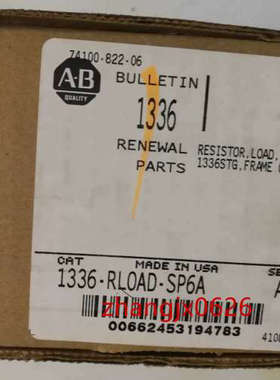 74100-822-06
A-B
QUALITY
BULLETIN
1336
RENEWAL
PARTS
RESISTOR,LOAD,
1336STG,FRAME
CAT
MADE IN USA
1336-RLOAD-SP6A
zhangjx0626
00662453194783